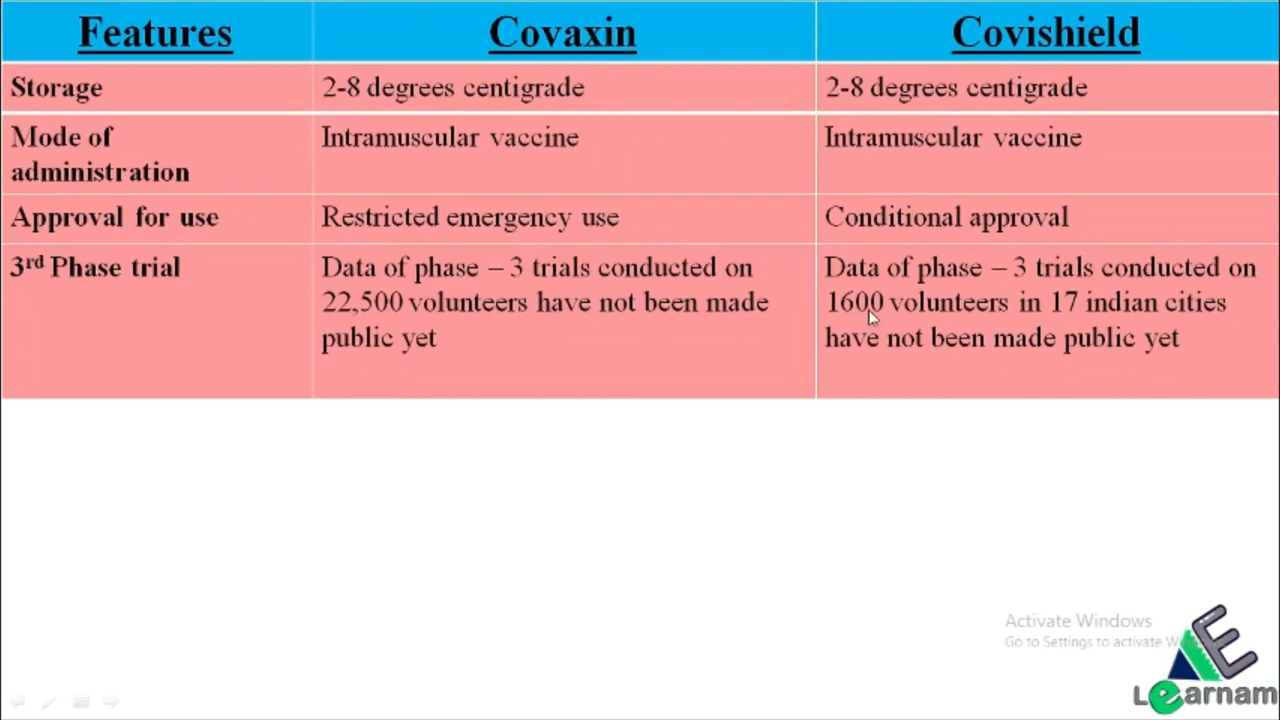 Features Covaxin Covishield
Storage 2-8 degrees centigrade 2-8 degrees centigrade
Mode of administration Intramuscular vaccine Intramuscular vaccine
Approval for use Restricted emergency use Conditional approval
3rd Phase trial Data of phase – 3 trials conducted on Data of phase – 3 trials conducted on
22,500 volunteers have not been made 1600 volunteers in 17 indian cities
public yet have not been made public yet
Activate Windows
Go to Settings to activate W
E
Learnam